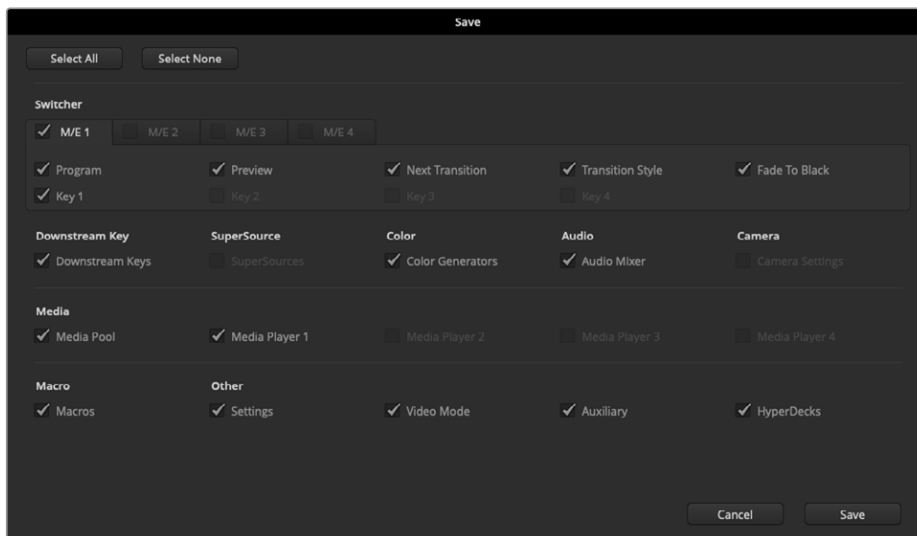 Save
Select All Select None
Switcher
M/E 1 M/E 2 M/E 3 M/E 4
Program Preview Next Transition Transition Style Fade To Black
Key 1 Key 2 Key 3 Key 4
Downstream Key SuperSource Color Audio Camera
Downstream Keys SuperSources Color Generators Audio Mixer Camera Settings
Media
Media Pool Media Player 1 Media Player 2 Media Player 3 Media Player 4
Macro Other
Macros Settings Video Mode Auxiliary HyperDecks
Cancel Save